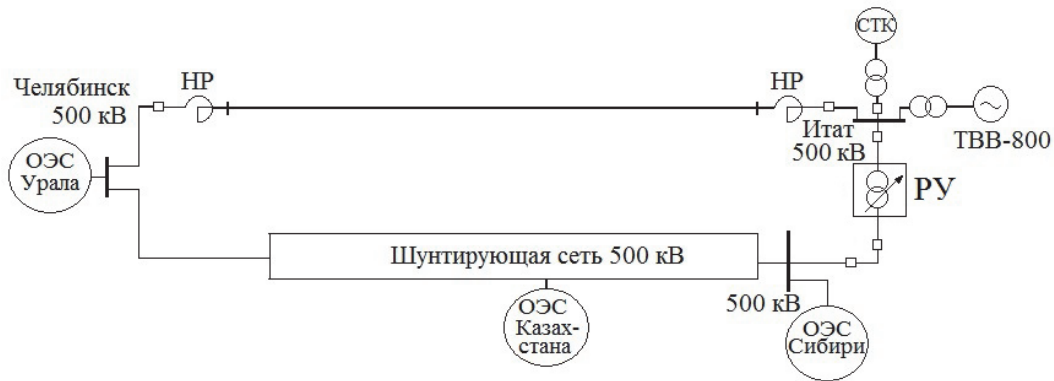 СТК
Челябинск
500 кВ
НР
НР
Итат
500 кВ
ТВВ-800
ОЭС
Урала
РУ
Шунтирующая сеть 500 кВ
500 кВ
ОЭС
Казах-
стана
ОЭС
Сибири